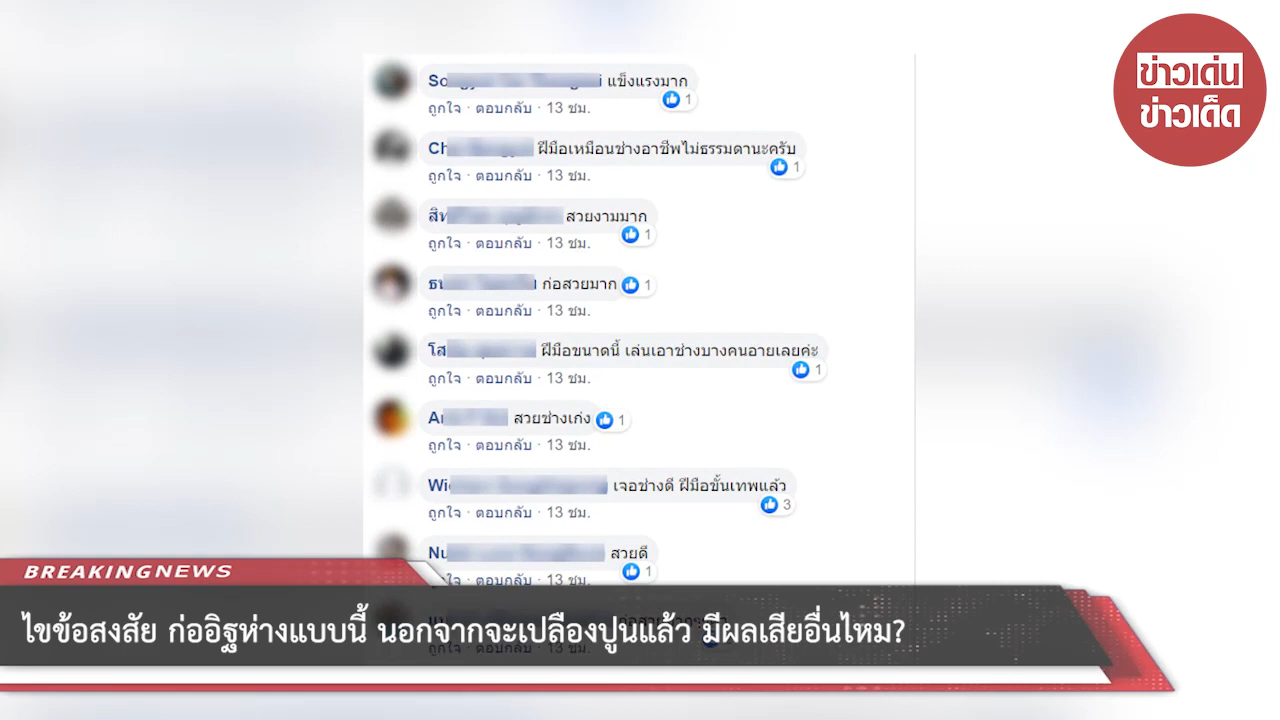 ข่าวเด่น
ข่าวเด็ด
So i แข็งแรงมาก
1
ถูกใจ · ตอบกลับ · 13 ชม.
Ch ฝีมือเหมือนช่างอาชีพไม่ธรรมดานะครับ
1
ถูกใจ · ตอบกลับ · 13 ชม.
สิท สวยงามมาก
1
ถูกใจ · ตอบกลับ · 13 ชม.
ธน ก่อสวยมาก 1
ถูกใจ · ตอบกลับ · 13 ชม.
โส ฝีมือขนาดนี้ เล่นเอาช่างบางคนอายเลยค่ะ
1
ถูกใจ · ตอบกลับ · 13 ชม.
สวยช่างเก่ง 1
ถูกใจ · ตอบกลับ · 13 ชม.
Wi เจอช่างดี ฝีมือขั้นเทพแล้ว
3
ถูกใจ · ตอบกลับ · 13 ชม.
Nu สวยดี
1
ถูกใจ · ตอบกลับ · 13 ชม.
BREAKINGNEWS
ไขข้อสงสัย ก่ออิฐห่างแบบนี้ นอกจากจะเปลืองปูนแล้ว มีผลเสียอื่นไหม?
ถูกใจ · ตอบกลับ · 13 ชม.